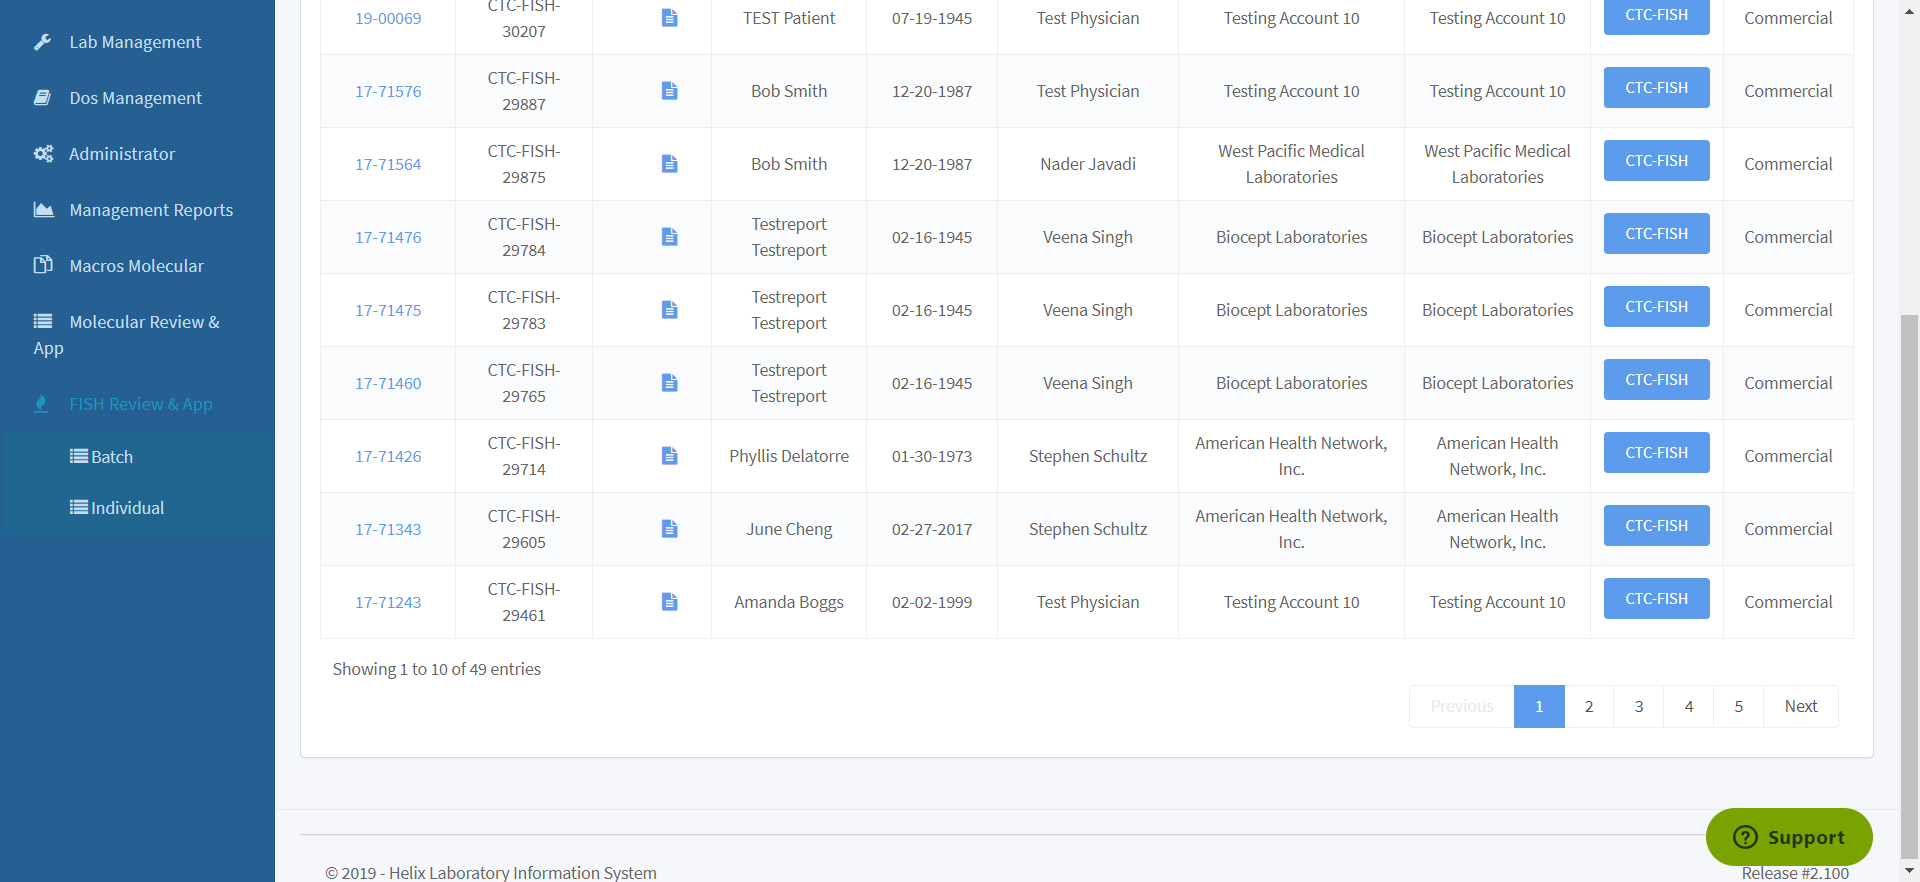 Lab Management
Dos Management
Administrator
Management Reports
Macros Molecular
Molecular Review &
App
FISH Review & App
Batch
Individual
19-00069 CTC-FISH- TEST Patient 07-19-1945 Test Physician Testing Account 10 Testing Account 10 CTC-FISH Commercial
30207
17-71576 CTC-FISH- Bob Smith 12-20-1987 Test Physician Testing Account 10 Testing Account 10 CTC-FISH Commercial
29887
17-71564 CTC-FISH- Bob Smith 12-20-1987 Nader Javadi West Pacific Medical West Pacific Medical CTC-FISH Commercial
29875 Laboratories Laboratories
17-71476 CTC-FISH- Testreport 02-16-1945 Veena Singh Biocept Laboratories Biocept Laboratories CTC-FISH Commercial
29784 Testreport
17-71475 CTC-FISH- Testreport 02-16-1945 Veena Singh Biocept Laboratories Biocept Laboratories CTC-FISH Commercial
29783 Testreport
17-71460 CTC-FISH- Testreport 02-16-1945 Veena Singh Biocept Laboratories Biocept Laboratories CTC-FISH Commercial
29765 Testreport
17-71426 CTC-FISH- Phyllis Delatorre 01-30-1973 Stephen Schultz American Health Network, American Health CTC-FISH Commercial
29714 Inc. Network, Inc.
17-71343 CTC-FISH- June Cheng 02-27-2017 Stephen Schultz American Health Network, American Health CTC-FISH Commercial
29605 Inc. Network, Inc.
17-71243 CTC-FISH- Amanda Boggs 02-02-1999 Test Physician Testing Account 10 Testing Account 10 CTC-FISH Commercial
29461
Showing 1 to 10 of 49 entries
Previous 1 2 3 4 5 Next
Support
© 2019 - Helix Laboratory Information System Release #2.100